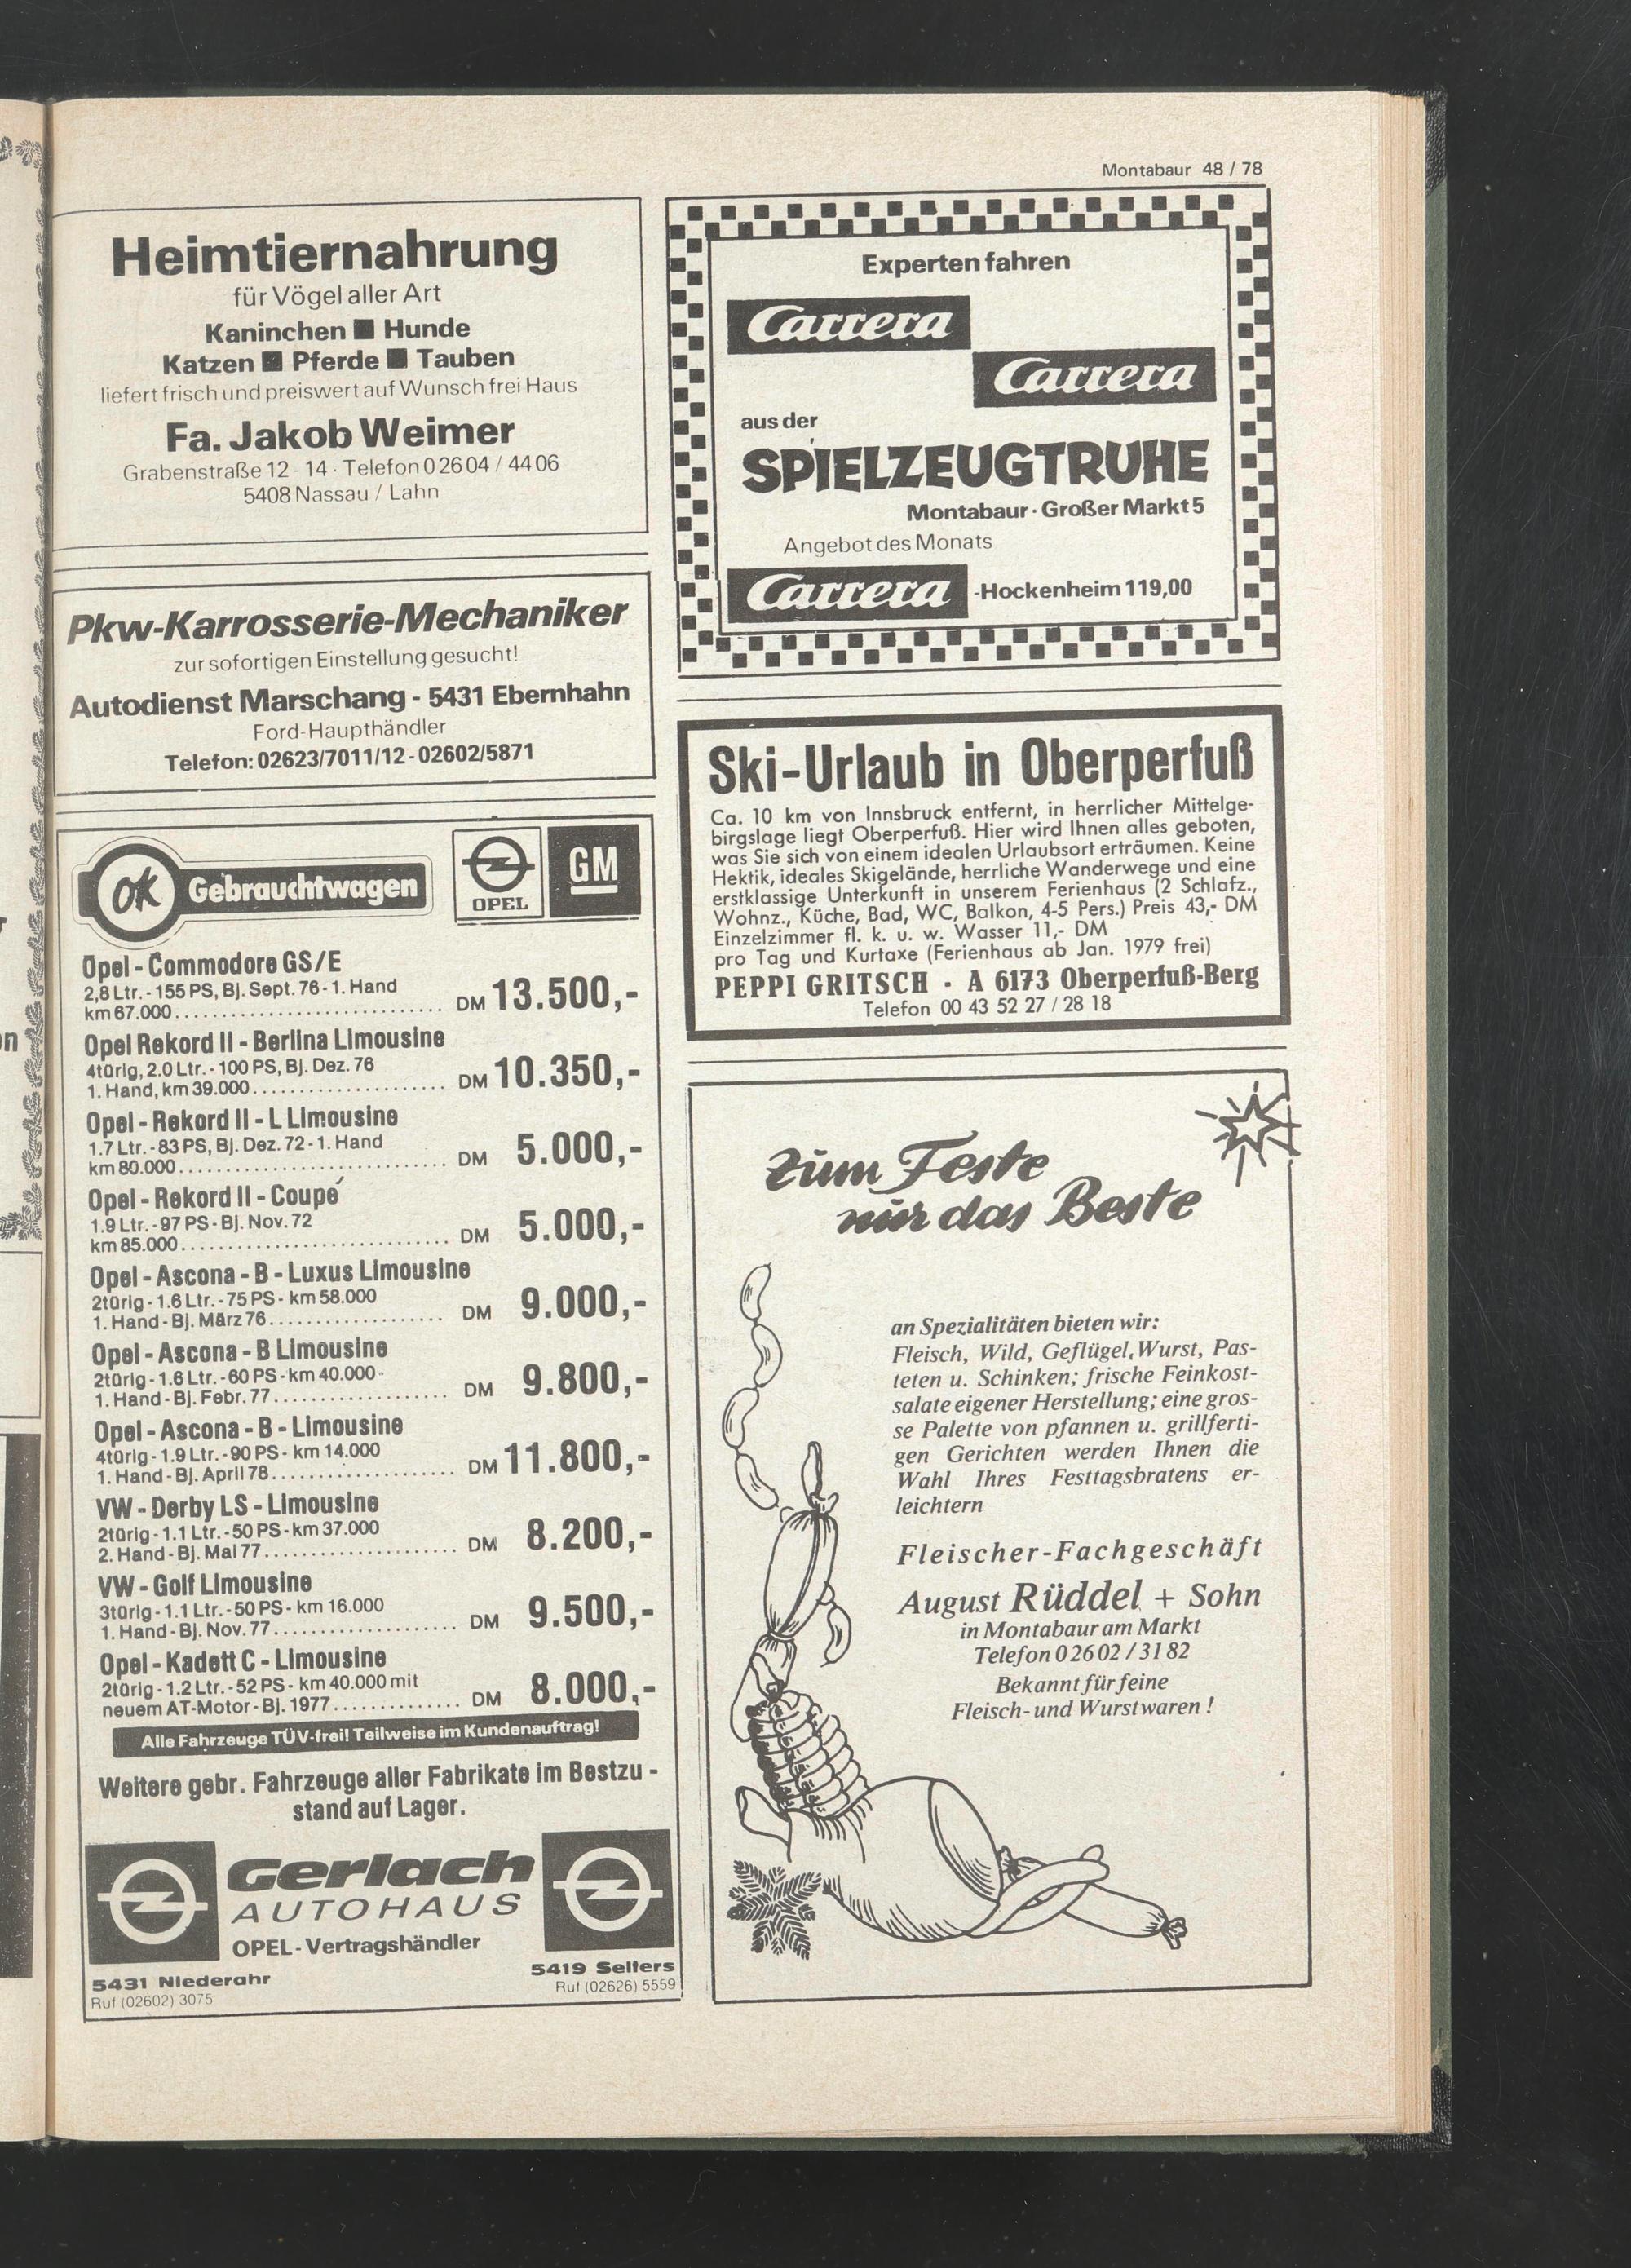 Montabaur 48 / 78
Heimtiernahrung
für Vögel aller Art
Kaninchen ■ Hunde
Katzen ■ Pferde ■ Tauben
liefert frisch und preiswert auf Wunsch frei Haus
Fa. Jakob Weimer
Grabenstraße 12 - 14 · Telefon 0 26 04 / 44 06
5408 Nassau / Lahn
Pkw-Karrosserie-Mechaniker
zur sofortigen Einstellung gesucht!
Autodienst Marschang - 5431 Ebernhahn
Ford-Haupthändler
Telefon: 02623/7011/12 - 02602/5871
OK Gebrauchtwagen
OPEL
GM
Opel - Commodore GS/E
2,8 Ltr. - 155 PS, Bj. Sept. 76 - 1. Hand
km 67.000 ............................. DM 13.500,-
Opel Rekord II - Berlina Limousine
4türig, 2.0 Ltr. - 100 PS, Bj. Dez. 76
1. Hand, km 39.000 ..................... DM 10.350,-
Opel - Rekord II - L Limousine
1.7 Ltr. - 83 PS, Bj. Dez. 72 - 1. Hand
km 80.000 ............................. DM 5.000,-
Opel - Rekord II - Coupé
1.9 Ltr. - 97 PS - Bj. Nov. 72
km 85.000 ............................. DM 5.000,-
Opel - Ascona - B - Luxus Limousine
2türig - 1.6 Ltr. - 75 PS - km 58.000
1. Hand - Bj. März 76 ................... DM 9.000,-
Opel - Ascona - B Limousine
2türig - 1.6 Ltr. - 60 PS - km 40.000 -
1. Hand - Bj. Febr. 77 ................... DM 9.800,-
Opel - Ascona - B - Limousine
4türig - 1.9 Ltr. - 90 PS - km 14.000
1. Hand - Bj. April 78 .................... DM 11.800,-
VW - Derby LS - Limousine
2türig - 1.1 Ltr. - 50 PS - km 37.000
2. Hand - Bj. Mai 77 ..................... DM 8.200,-
VW - Golf Limousine
3türig - 1.1 Ltr. - 50 PS - km 16.000
1. Hand - Bj. Nov. 77 .................... DM 9.500,-
Opel - Kadett C - Limousine
2türig - 1.2 Ltr. - 52 PS - km 40.000 mit
neuem AT-Motor - Bj. 1977 .............. DM 8.000,-
Alle Fahrzeuge TÜV-frei! Teilweise im Kundenauftrag!
Weitere gebr. Fahrzeuge aller Fabrikate im Bestzu -
stand auf Lager.
Gerlach
AUTOHAUS
OPEL - Vertragshändler
5431 Niederahr
Ruf (02602) 3075
5419 Selters
Ruf (02626) 5559
Experten fahren
Carrera
Carrera
aus der
SPIELZEUGTRUHE
Montabaur · Großer Markt 5
Angebot des Monats
Carrera -Hockenheim 119,00
Ski-Urlaub in Oberperfuß
Ca. 10 km von Innsbruck entfernt, in herrlicher Mittelge-
birgslage liegt Oberperfuß. Hier wird Ihnen alles geboten,
was Sie sich von einem idealen Urlaubsort erträumen. Keine
Hektik, ideales Skigelände, herrliche Wanderwege und eine
erstklassige Unterkunft in unserem Ferienhaus (2 Schlafz.,
Wohnz., Küche, Bad, WC, Balkon, 4-5 Pers.) Preis 43,- DM
Einzelzimmer fl. k. u. w. Wasser 11,- DM
pro Tag und Kurtaxe (Ferienhaus ab Jan. 1979 frei)
PEPPI GRITSCH · A 6173 Oberperfuß-Berg
Telefon 00 43 52 27 / 28 18
Zum Feste
nur das Beste
an Spezialitäten bieten wir:
Fleisch, Wild, Geflügel, Wurst, Pas-
teten u. Schinken; frische Feinkost-
salate eigener Herstellung; eine gros-
se Palette von pfannen u. grillferti-
gen Gerichten werden Ihnen die
Wahl Ihres Festtagsbratens er-
leichtern
Fleischer-Fachgeschäft
August Rüddel + Sohn
in Montabaur am Markt
Telefon 0 26 02 / 31 82
Bekannt für feine
Fleisch- und Wurstwaren !